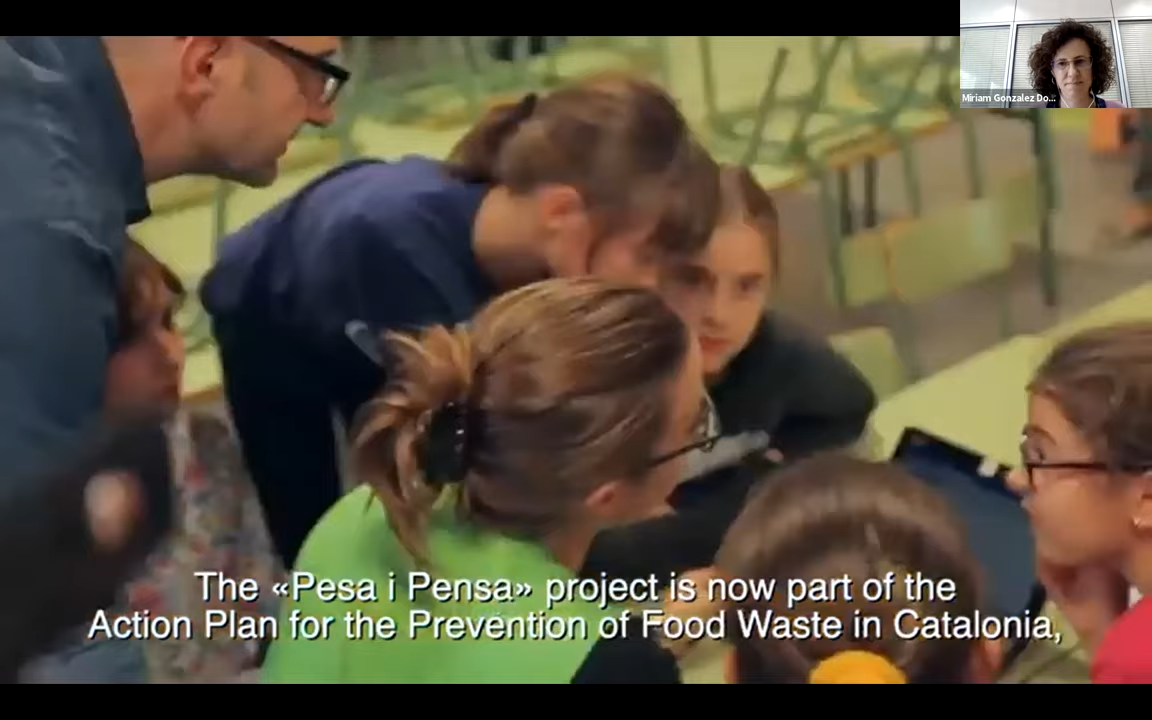 Miriam Gonzalez Do...
The «Pesa i Pensa» project is now part of the
Action Plan for the Prevention of Food Waste in Catalonia,